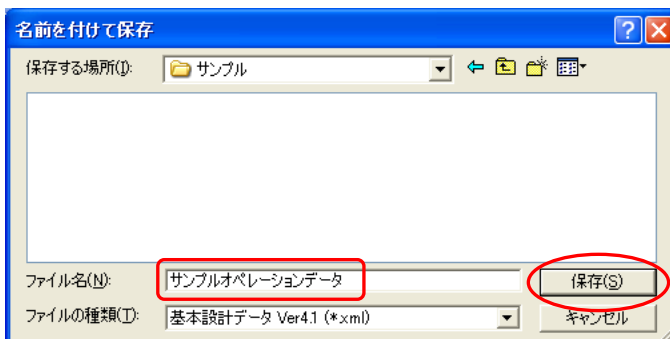 名前を付けて保存
保存する場所(I):
サンプル
ファイル名(N):
サンプルオペレーションデータ
保存(S)
ファイルの種類(T):
基本設計データ Ver4.1 (*.xml)
キャンセル